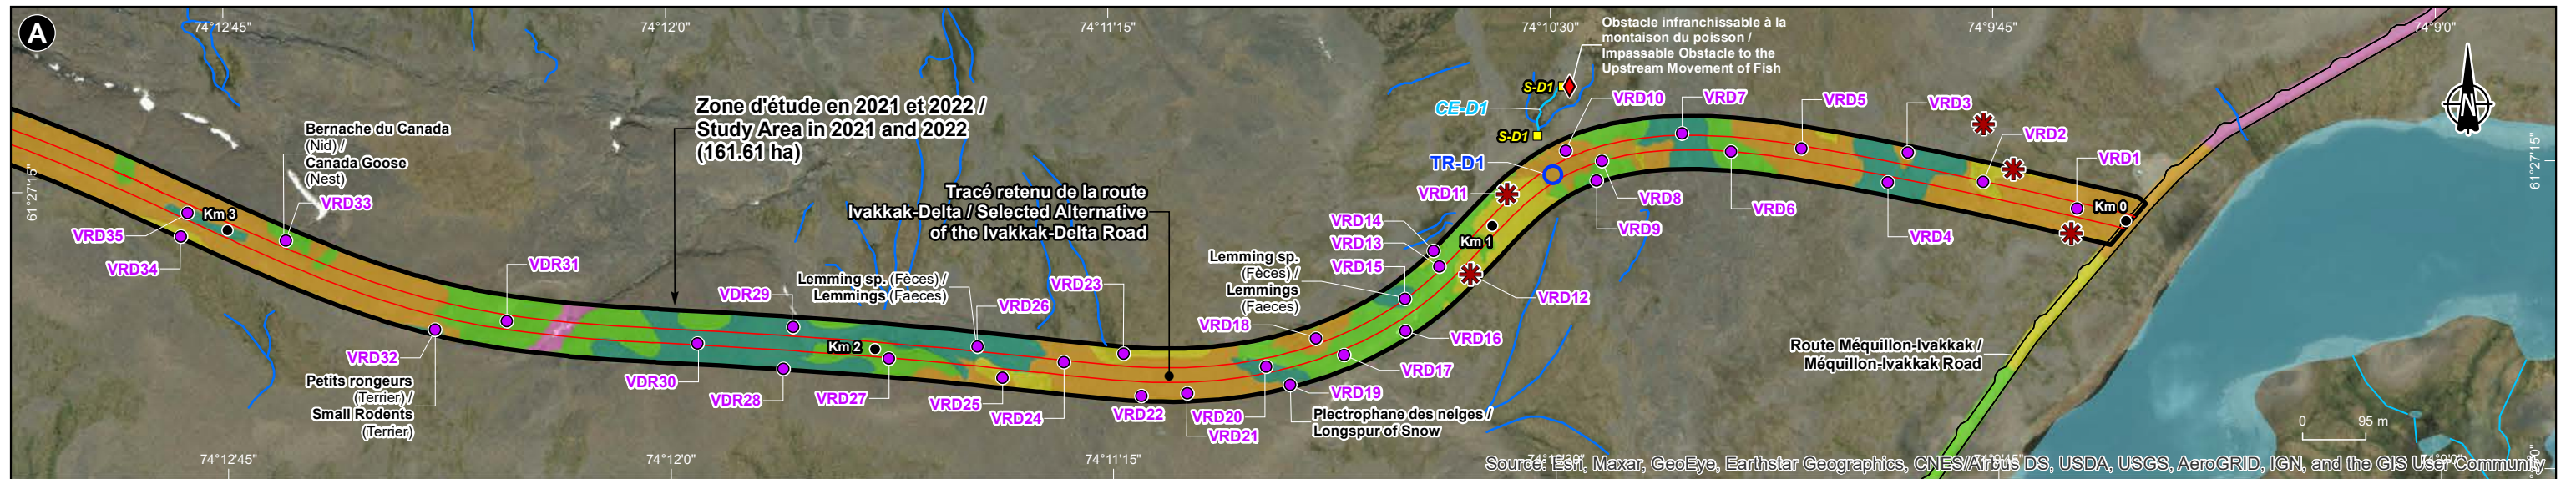 A
74°12'45"
74°12'0"
74°11'15"
74°10'30"
74°9'45"
74°9'0"
Obstacle infranchissable à la
montaison du poisson /
Impassable Obstacle to the
Upstream Movement of Fish
S-D1
CE-D1
S-D1
TR-D1
N
61°27'15"
61°27'15"
Zone d'étude en 2021 et 2022 /
Study Area in 2021 and 2022
(161.61 ha)
Tracé retenu de la route
Ivakkak-Delta / Selected Alternative
of the Ivakkak-Delta Road
Bernache du Canada
(Nid) /
Canada Goose
(Nest)
VRD33
Km 3
VRD35
VRD34
VDR31
VRD32
Petits rongeurs
(Terrier) /
Small Rodents
(Terrier)
VDR29
VDR30
VDR28
Km 2
VRD27
Lemming sp. (Fèces) /
Lemmings (Faeces)
VRD26
VRD25
VRD24
VRD23
VRD22
VRD21
VRD20
VRD19
Plectrophane des neiges /
Longspur of Snow
VRD18
VRD17
VRD16
Lemming sp.
(Fèces) /
Lemmings
(Faeces)
VRD15
VRD14
VRD13
VRD12
VRD11
Km 1
VRD10
VRD9
VRD8
VRD7
VRD6
VRD5
VRD4
VRD3
VRD2
VRD1
Km 0
Route Méquillon-Ivakkak /
Méquillon-Ivakkak Road
0 95 m
74°12'45"
74°12'0"
74°11'15"
74°10'30"
74°9'45"
74°9'0"
Source: Esri, Maxar, GeoEye, Earthstar Geographics, CNES/Airbus DS, USDA, USGS, AeroGRID, IGN, and the GIS User Community